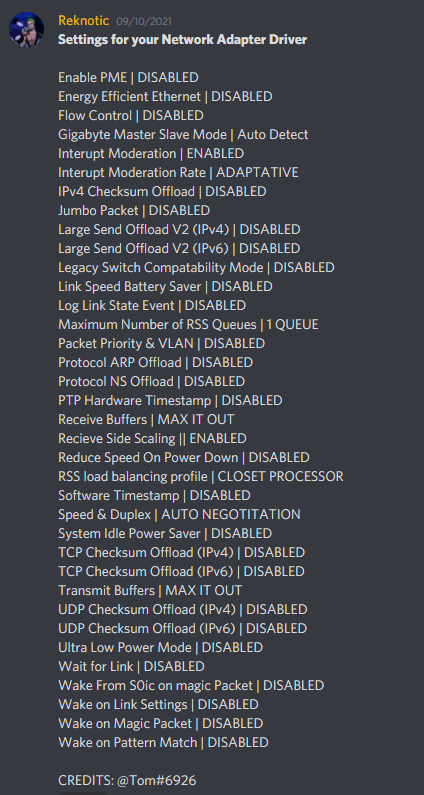 Reknotic 09/10/2021
Settings for your Network Adapter Driver
Enable PME | DISABLED
Energy Efficient Ethernet | DISABLED
Flow Control | DISABLED
Gigabyte Master Slave Mode | Auto Detect
Interupt Moderation | ENABLED
Interupt Moderation Rate | ADAPTATIVE
IPv4 Checksum Offload | DISABLED
Jumbo Packet | DISABLED
Large Send Offload V2 (IPv4) | DISABLED
Large Send Offload V2 (IPv6) | DISABLED
Legacy Switch Compatability Mode | DISABLED
Link Speed Battery Saver | DISABLED
Log Link State Event | DISABLED
Maximum Number of RSS Queues | 1 QUEUE
Packet Priority & VLAN | DISABLED
Protocol ARP Offload | DISABLED
Protocol NS Offload | DISABLED
PTP Hardware Timestamp | DISABLED
Receive Buffers | MAX IT OUT
Recieve Side Scaling || ENABLED
Reduce Speed On Power Down | DISABLED
RSS load balancing profile | CLOSET PROCESSOR
Software Timestamp | DISABLED
Speed & Duplex | AUTO NEGOTITATION
System Idle Power Saver | DISABLED
TCP Checksum Offload (IPv4) | DISABLED
TCP Checksum Offload (IPv6) | DISABLED
Transmit Buffers | MAX IT OUT
UDP Checksum Offload (IPv4) | DISABLED
UDP Checksum Offload (IPv6) | DISABLED
Ultra Low Power Mode | DISABLED
Wait for Link | DISABLED
Wake From S0ic on magic Packet | DISABLED
Wake on Link Settings | DISABLED
Wake on Magic Packet | DISABLED
Wake on Pattern Match | DISABLED
CREDITS: @Tom#6926